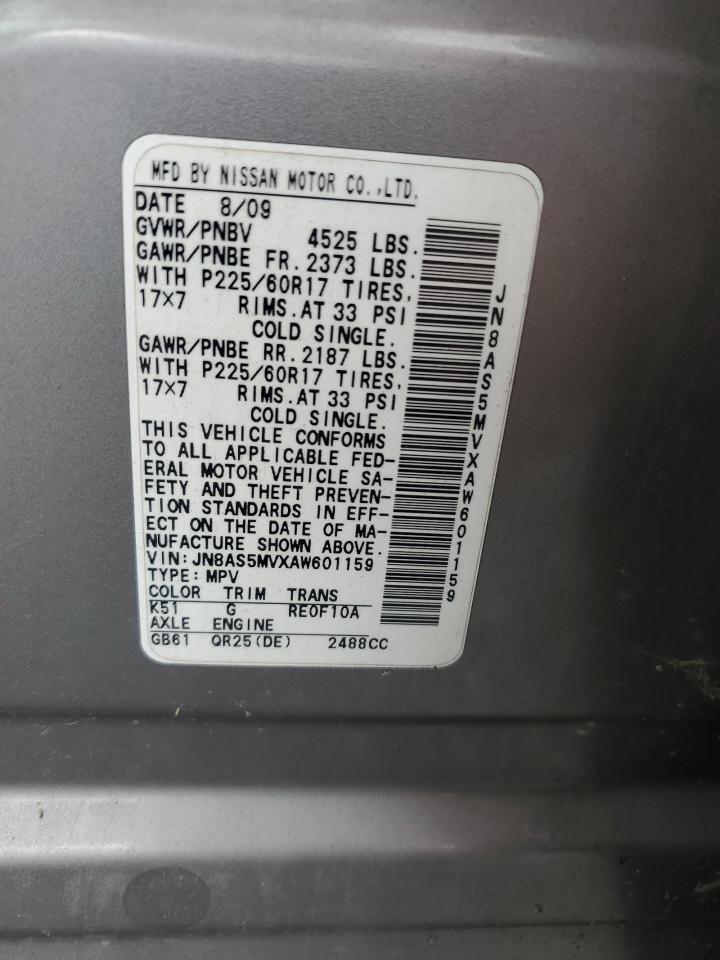 MFD BY NISSAN MOTOR CO.,LTD.
DATE 8/09
GVWR/PNBV 4525 LBS.
GAWR/PNBE FR. 2373 LBS.
WITH P225/60R17 TIRES,
17×7 RIMS.AT 33 PSI
COLD SINGLE.
GAWR/PNBE RR. 2187 LBS.
WITH P225/60R17 TIRES,
17×7 RIMS.AT 33 PSI
COLD SINGLE.
THIS VEHICLE CONFORMS
TO ALL APPLICABLE FED-
ERAL MOTOR VEHICLE SA-
FETY AND THEFT PREVEN-
TION STANDARDS IN EFF-
ECT ON THE DATE OF MA-
NUFACTURE SHOWN ABOVE.
VIN:JN8AS5MVXAW601159
TYPE:MPV
COLOR TRIM TRANS
K51 G RE0F10A
AXLE ENGINE
GB61 QR25(DE) 2488CC
JN8AS5MVXAW601159